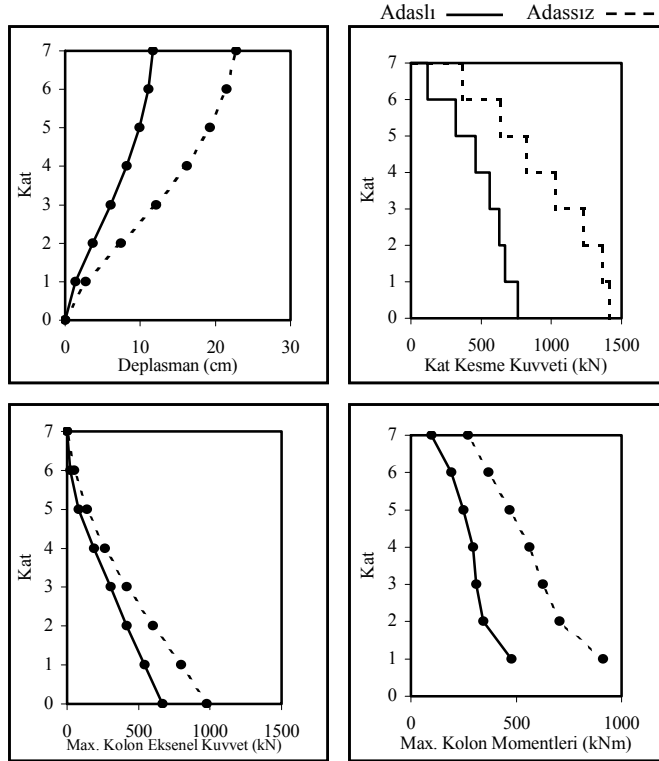 Adaslı Adassız
7
6
5
4
3
2
1
0
Kat
0 10 20 30
Deplasman (cm)
7
6
5
4
3
2
1
0
Kat
0 500 1000 1500
Kat Kesme Kuvveti (kN)
7
6
5
4
3
2
1
0
Kat
0 500 1000 1500
Max. Kolon Eksenel Kuvvet (kN)
7
6
5
4
3
2
1
0
Kat
0 500 1000
Max. Kolon Momentleri (kNm)